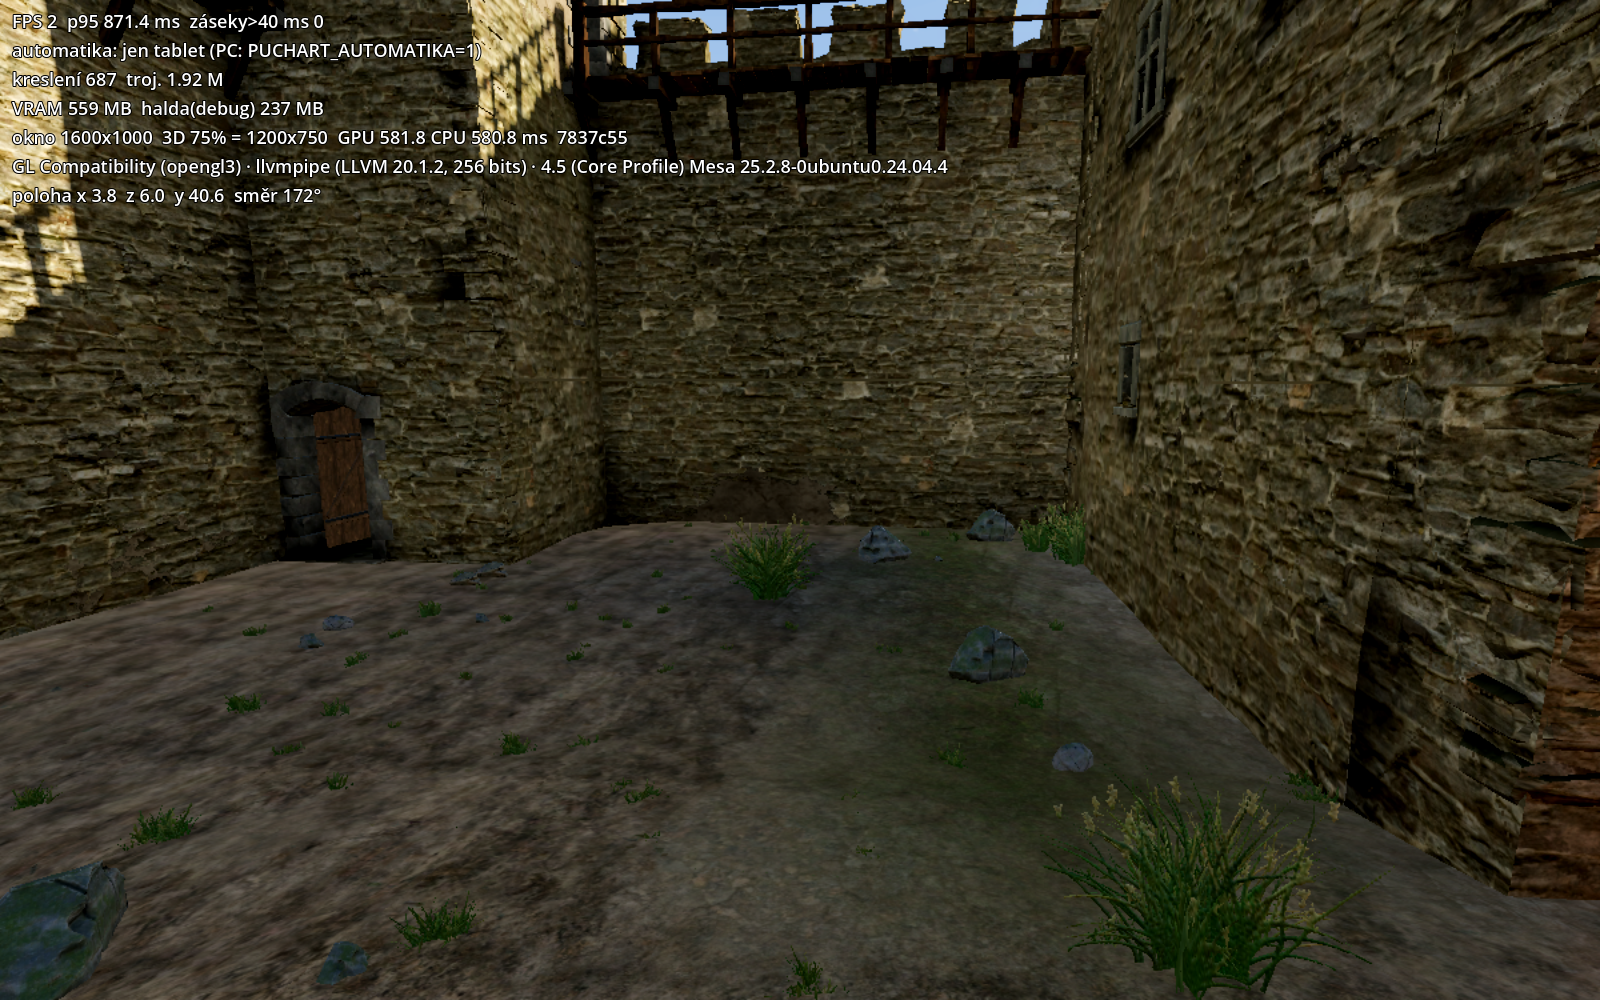 FPS 2  p95 871.4 ms  záseky>40 ms 0
automatika: jen tablet (PC: PUCHART_AUTOMATIKA=1)
kreslení 687  troj. 1.92 M
VRAM 559 MB  halda(debug) 237 MB
okno 1600x1000  3D 75% = 1200x750  GPU 581.8 CPU 580.8 ms  7837c55
GL Compatibility (opengl3) · llvmpipe (LLVM 20.1.2, 256 bits) · 4.5 (Core Profile) Mesa 25.2.8-0ubuntu0.24.04.4
poloha x 3.8  z 6.0  y 40.6  směr 172°